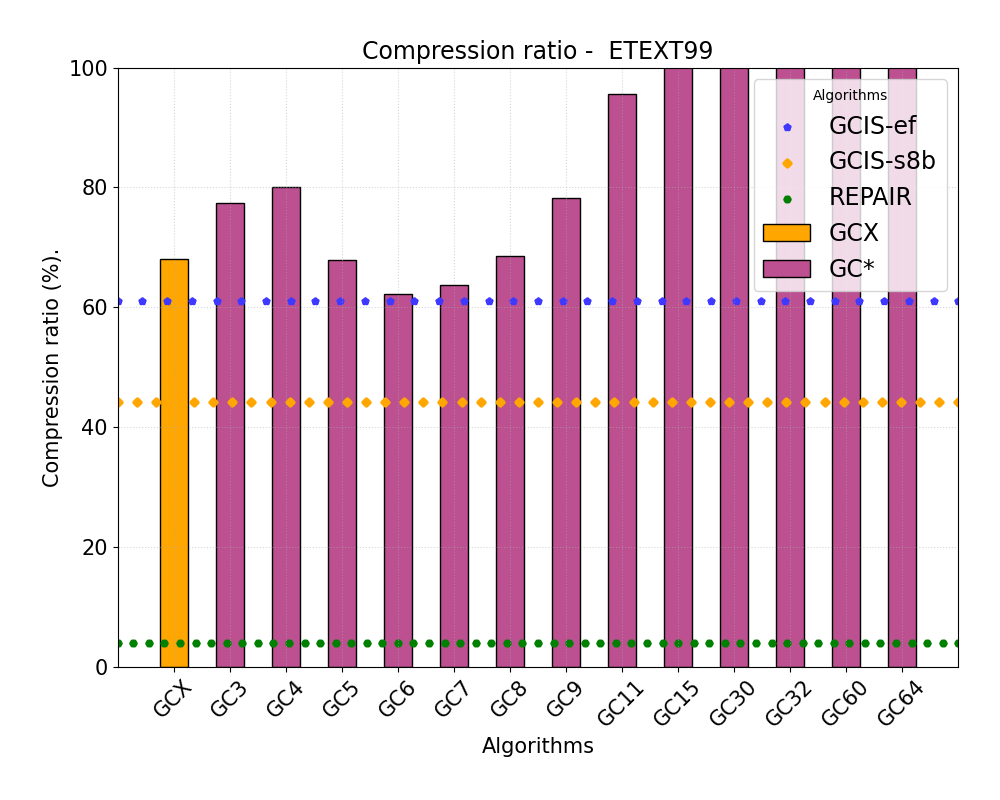 Compression ratio -  ETEXT99
100
80
60
40
20
0
Compression ratio (%).
Algorithms
GCIS-ef
GCIS-s8b
REPAIR
GCX
GC*
GCX
GC3
GC4
GC5
GC6
GC7
GC8
GC9
GC11
GC15
GC30
GC32
GC60
GC64
Algorithms